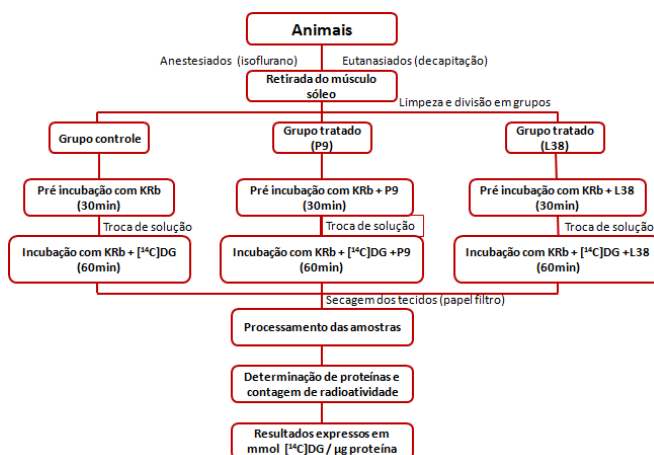 Animais
Anestesiados (isoflurano)
Eutanasiados (decapitação)
Retirada do músculo
sóleo
Limpeza e divisão em grupos
Grupo controle
Grupo tratado
(P9)
Grupo tratado
(L38)
Pré incubação com KRb
(30min)
Pré incubação com KRb + P9
(30min)
Pré incubação com KRb + L38
(30min)
Troca de solução
Troca de solução
Troca de solução
Incubação com KRb + [¹⁴C]DG
(60min)
Incubação com KRb + [¹⁴C]DG +P9
(60min)
Incubação com KRb + [¹⁴C]DG +L38
(60min)
Secagem dos tecidos (papel filtro)
Processamento das amostras
Determinação de proteínas e
contagem de radioatividade
Resultados expressos em
mmol [¹⁴C]DG / µg proteína